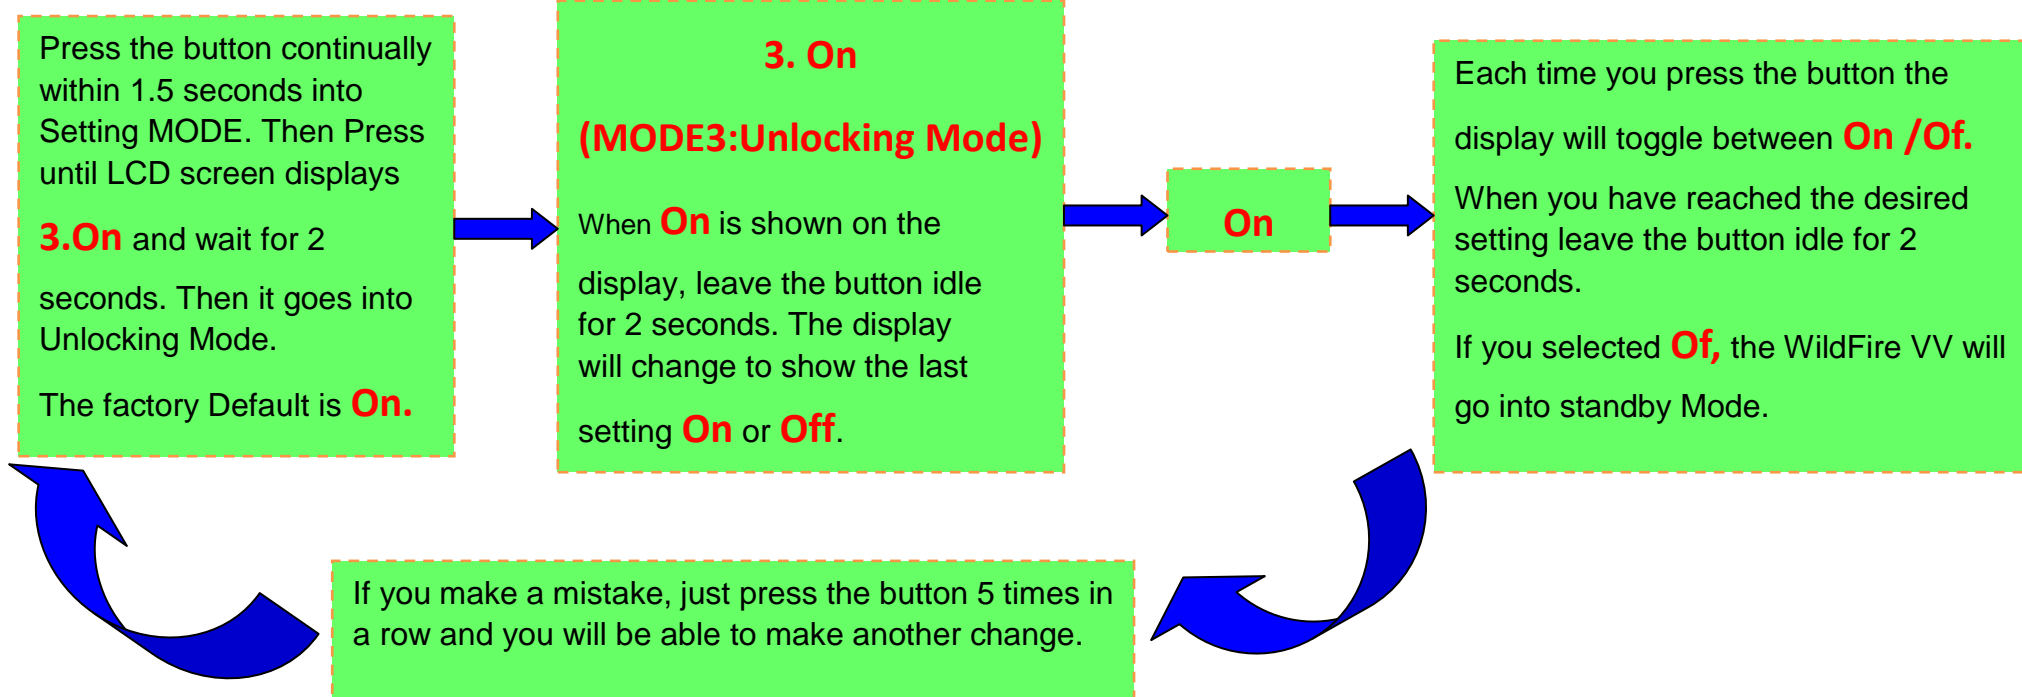 Press the button continually
within 1.5 seconds into
Setting MODE. Then Press
until LCD screen displays
3.On and wait for 2
seconds. Then it goes into
Unlocking Mode.
The factory Default is On.
3. On
(MODE3:Unlocking Mode)
When On is shown on the
display, leave the button idle
for 2 seconds. The display
will change to show the last
setting On or Off.
On
Each time you press the button the
display will toggle between On /Of.
When you have reached the desired
setting leave the button idle for 2
seconds.
If you selected Of, the WildFire VV will
go into standby Mode.
If you make a mistake, just press the button 5 times in
a row and you will be able to make another change.